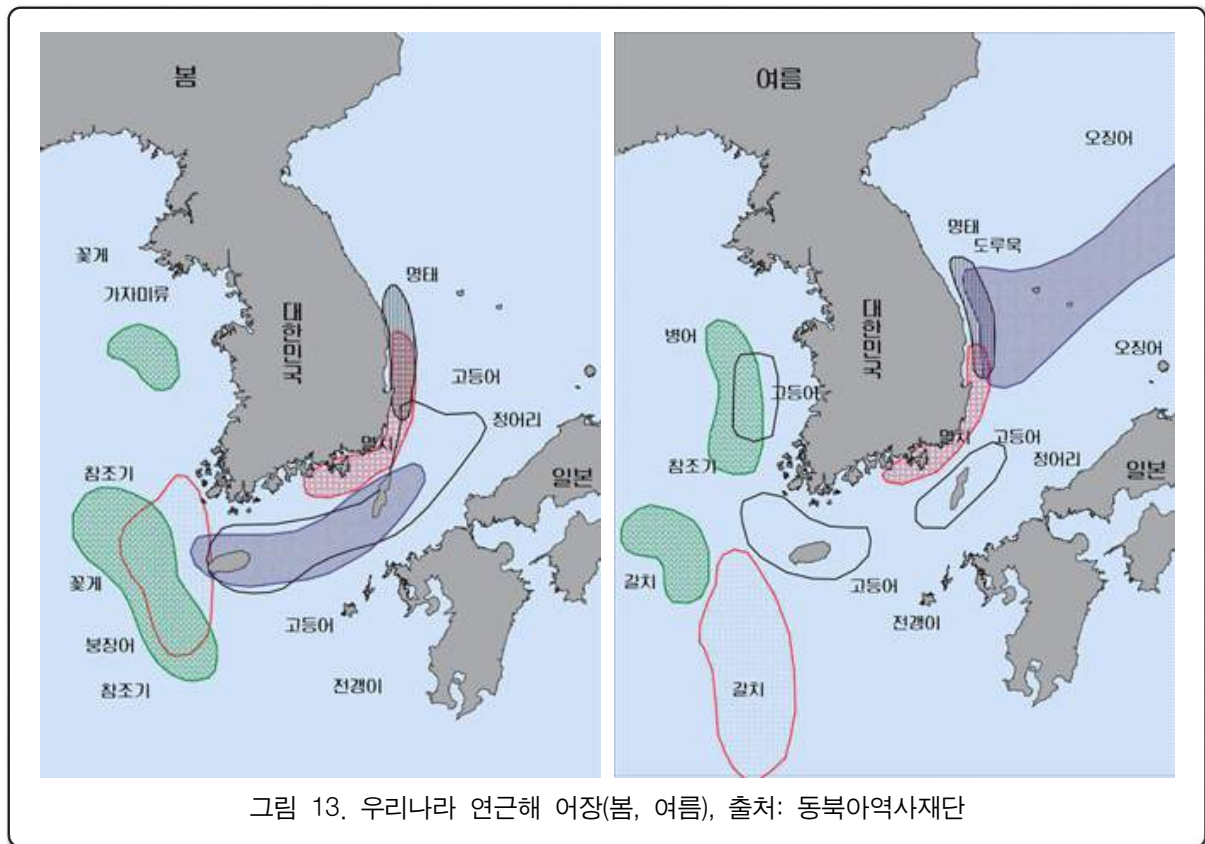 봄
꽃게
가자미류
대한민국
명태
고등어
정어리
멸치
일본
참조기
꽃게
붕장어
참조기
고등어
전갱이
여름
오징어
명태
도루묵
대한민국
병어
고등어
오징어
참조기
멸치
고등어
정어리
일본
갈치
고등어
전갱이
갈치
그림 13. 우리나라 연근해 어장(봄, 여름), 출처: 동북아역사재단